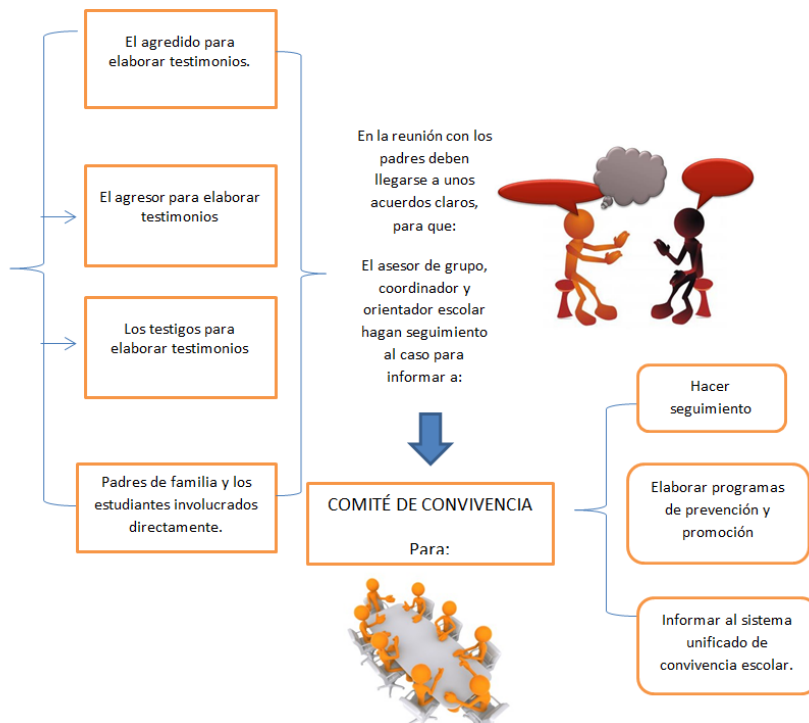 El agredido para
elaborar testimonios.
El agresor para elaborar
testimonios
Los testigos para
elaborar testimonios
Padres de familia y los
estudiantes involucrados
directamente.
En la reunión con los
padres deben
llegarse a unos
acuerdos claros,
para que:
El asesor de grupo,
coordinador y
orientador escolar
hagan seguimiento
al caso para
informar a:
COMITÉ DE CONVIVENCIA
Para:
Hacer
seguimiento
Elaborar programas
de prevención y
promoción
Informar al sistema
unificado de
convivencia escolar.